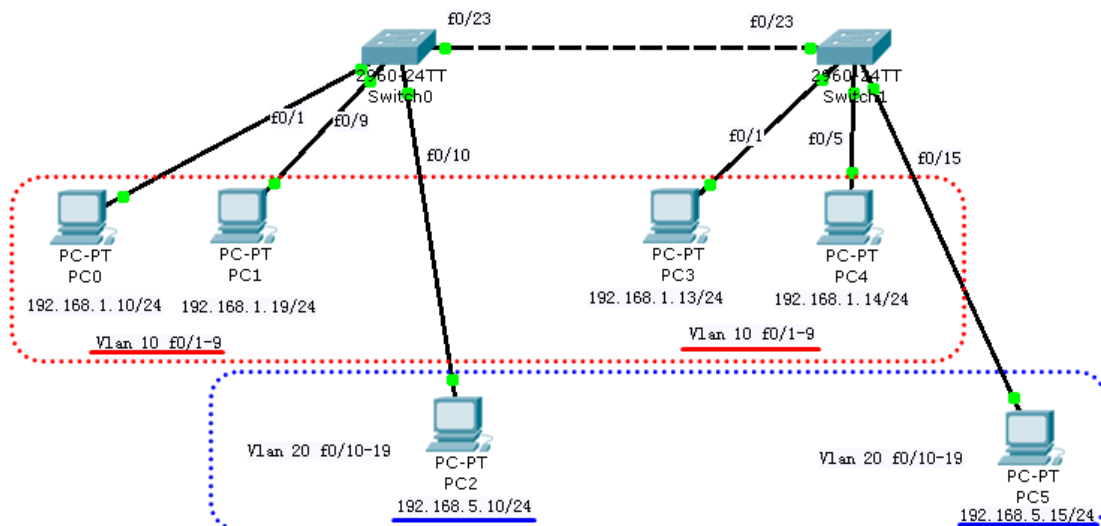 f0/23
f0/23
2960-24TT
Switch0
2960-24TT
Switch1
f0/1
f0/9
f0/10
f0/1
f0/5
f0/15
PC-PT
PC0
192.168.1.10/24
PC-PT
PC1
192.168.1.19/24
PC-PT
PC3
192.168.1.13/24
PC-PT
PC4
192.168.1.14/24
Vlan 10 f0/1-9
Vlan 10 f0/1-9
Vlan 20 f0/10-19
PC-PT
PC2
192.168.5.10/24
Vlan 20 f0/10-19
PC-PT
PC5
192.168.5.15/24